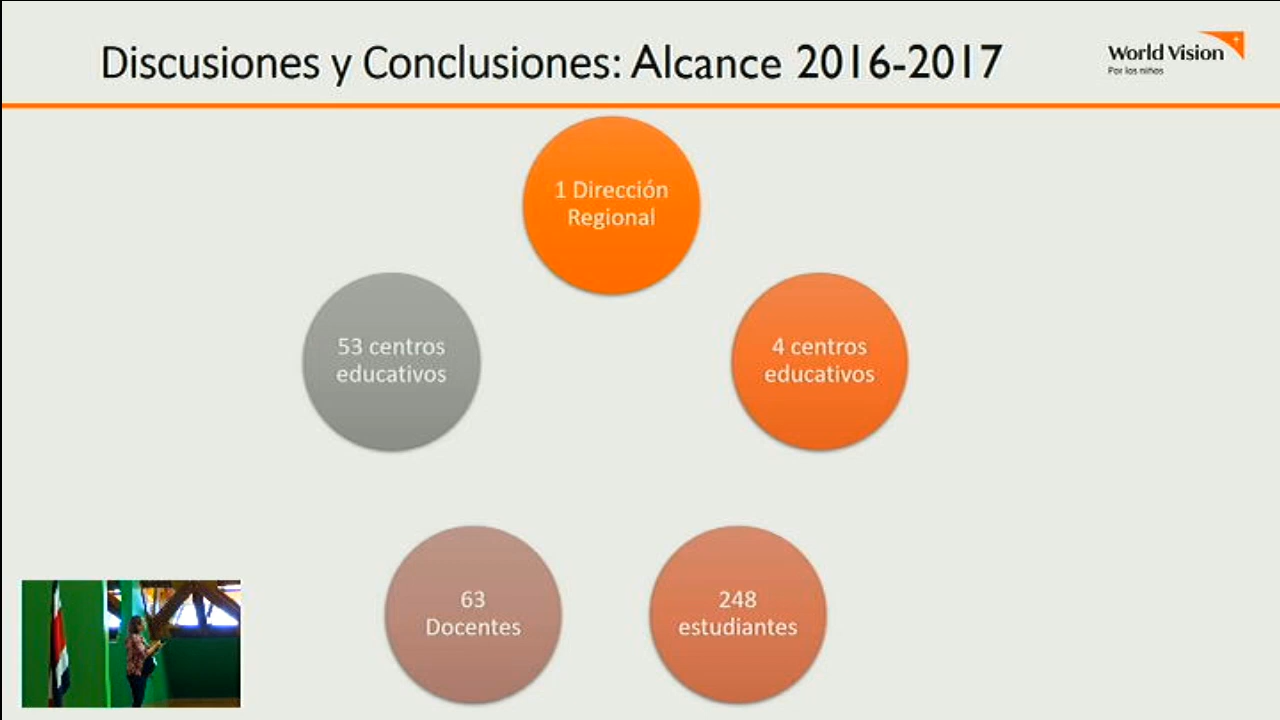 Discusiones y Conclusiones: Alcance 2016-2017
World Vision
Por los niños
1 Dirección
Regional
53 centros
educativos
4 centros
educativos
63
Docentes
248
estudiantes